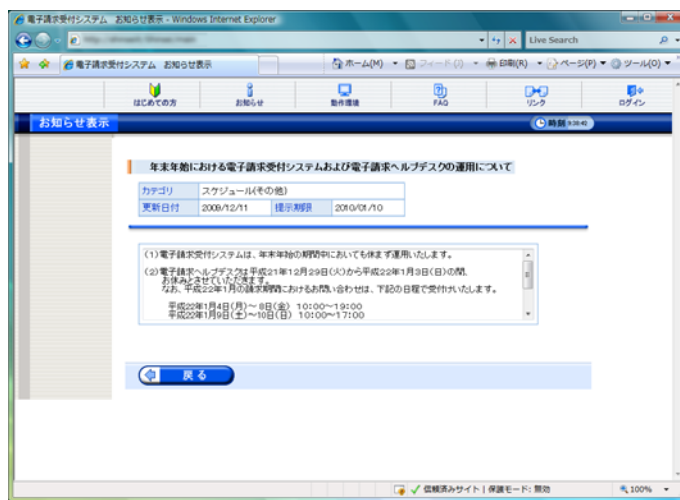 電子請求受付システム お知らせ表示 - Windows Internet Explorer
Live Search
電子請求受付システム お知らせ表示
ホーム(M)
フィード(J)
印刷(R)
ページ(P)
ツール(O)
はじめての方
お知らせ
動作環境
FAQ
リンク
ログイン
お知らせ表示
時刻
年末年始における電子請求受付システムおよび電子請求ヘルプデスクの運用について
カテゴリ スケジュール(その他)
更新日付 2009/12/11 提示期限 2010/01/10
(1)電子請求受付システムは、年末年始の期間中においても休まず運用いたします。
(2)電子請求ヘルプデスクは平成21年12月29日(火)から平成22年1月3日(日)の間、
お休みとさせていただきます。
なお、平成22年1月の請求期間におけるお問い合わせは、下記の日程で受付けいたします。
平成22年1月4日(月)~ 8日(金) 10:00~19:00
平成22年1月9日(土)~10日(日) 10:00~17:00
戻る
信頼済みサイト | 保護モード: 無効
100%